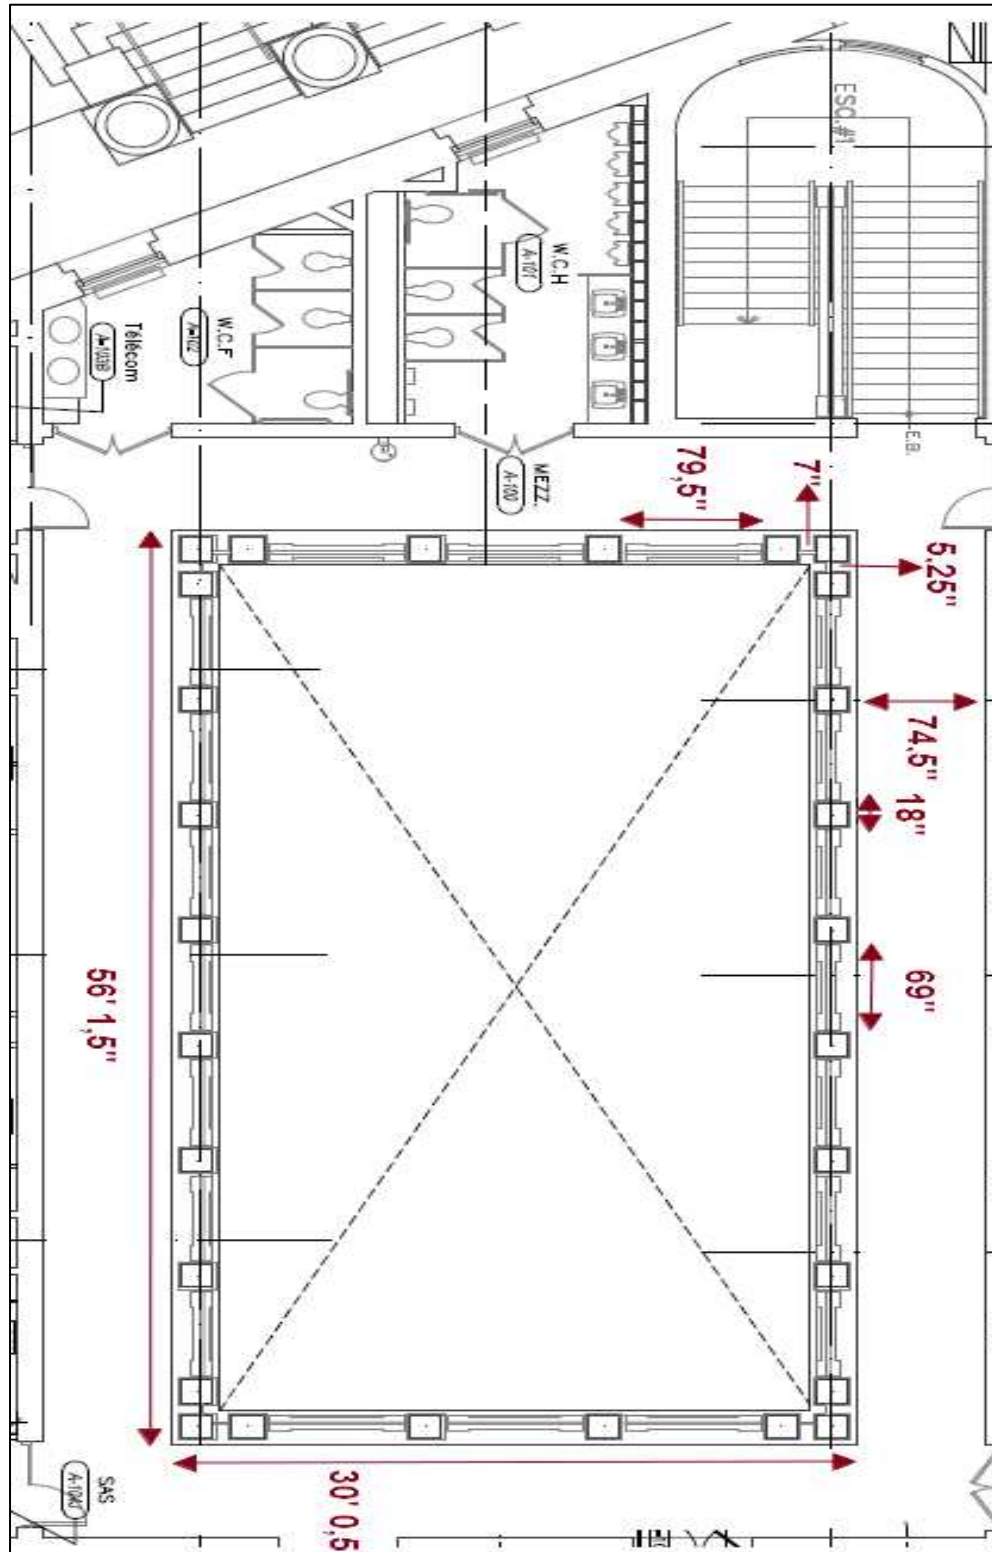 ESC.#1
E.B.
W.C.H
A-101
W.C.F
A-102
Télécom
A-103B
MEZZ.
A-100
79,5"
7"
5,25"
74,5"
18"
69"
56' 1,5"
30' 0,5
SAS